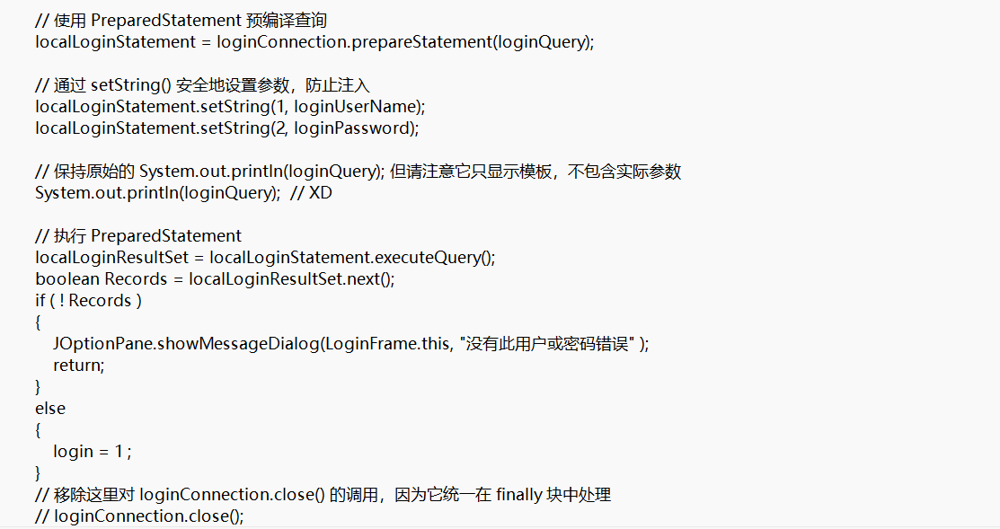 // 使用 PreparedStatement 预编译查询
localLoginStatement = loginConnection.prepareStatement(loginQuery);
// 通过 setString() 安全地设置参数，防止注入
localLoginStatement.setString(1, loginUserName);
localLoginStatement.setString(2, loginPassword);
// 保持原始的 System.out.println(loginQuery); 但请注意它只显示模板，不包含实际参数
System.out.println(loginQuery);  // XD
// 执行 PreparedStatement
localLoginResultSet = localLoginStatement.executeQuery();
boolean Records = localLoginResultSet.next();
if ( ! Records )
{
    JOptionPane.showMessageDialog(LoginFrame.this, "没有此用户或密码错误" );
    return;
}
else
{
    login = 1 ;
}
// 移除这里对 loginConnection.close() 的调用，因为它统一在 finally 块中处理
// loginConnection.close();